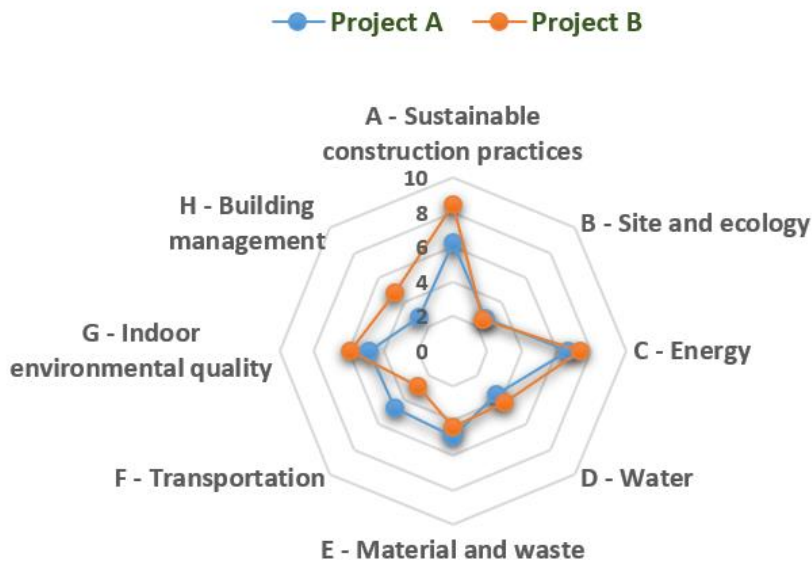 Project A Project B
A - Sustainable
construction practices
10
8
6
4
2
0
H - Building
management
B - Site and ecology
G - Indoor
environmental quality
C - Energy
F - Transportation
D - Water
E - Material and waste